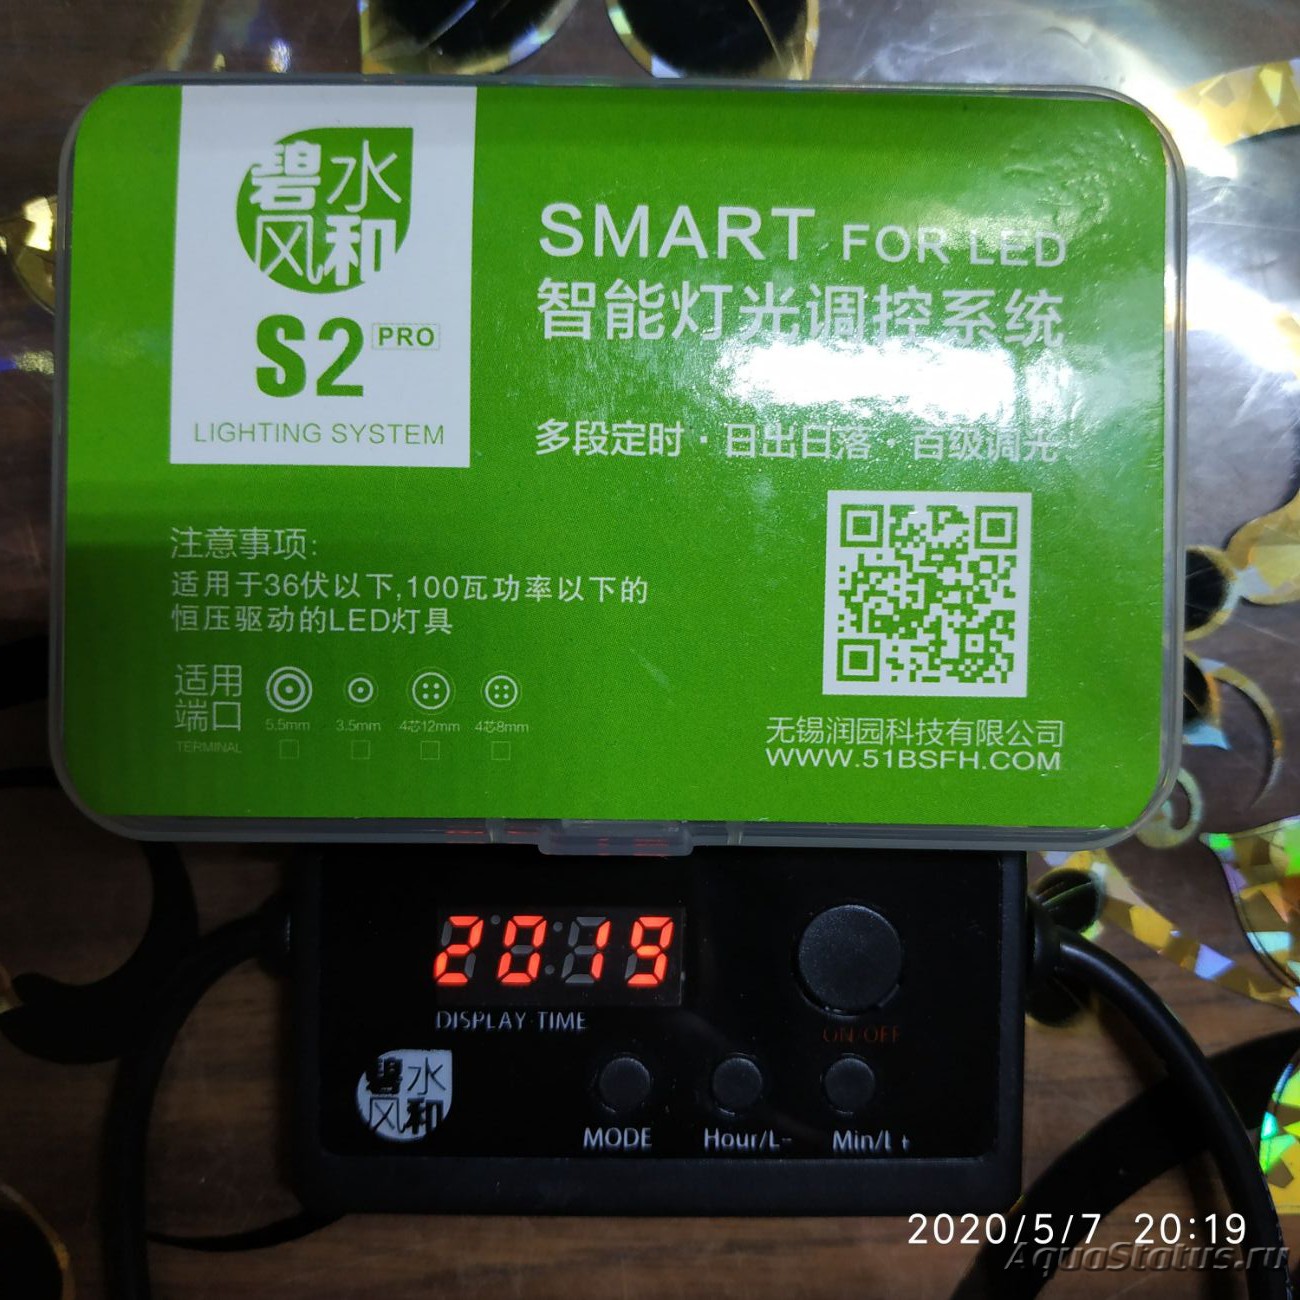 碧水
风和
S2 PRO
LIGHTING SYSTEM
SMART FOR LED
智能灯光调控系统
多段定时·日出日落·百级调光
注意事项:
适用于36伏以下,100瓦功率以下的
恒压驱动的LED灯具
适用
端口
TERMINAL
5.5mm 3.5mm 4芯12mm 4芯8mm
无锡润园科技有限公司
WWW.51BSFH.COM
2019
DISPLAY·TIME
ON/OFF
碧水
风和
MODE Hour/L- Min/L+
2020/5/7 20:19
AquaStatus.ru